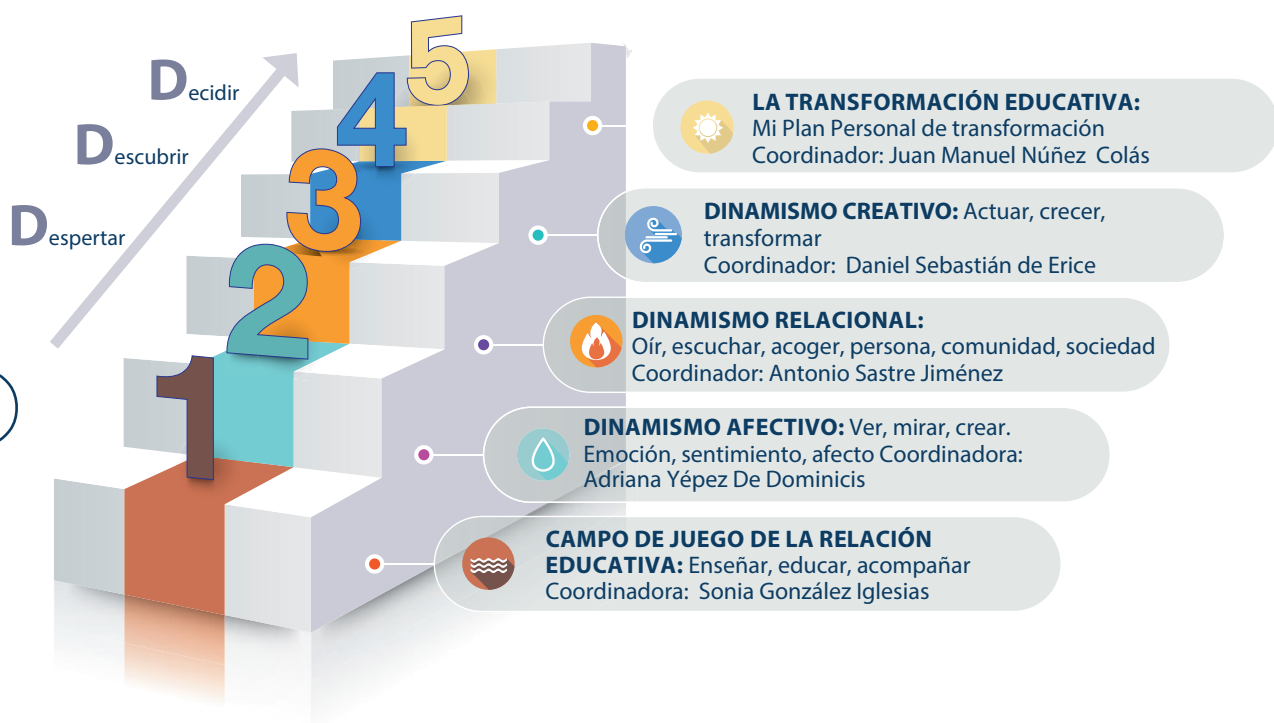 Decidir
Descubrir
Despertar
5
4
3
2
1
LA TRANSFORMACIÓN EDUCATIVA:
Mi Plan Personal de transformación
Coordinador: Juan Manuel Núñez Colás
DINAMISMO CREATIVO: Actuar, crecer,
transformar
Coordinador: Daniel Sebastián de Erice
DINAMISMO RELACIONAL:
Oír, escuchar, acoger, persona, comunidad, sociedad
Coordinador: Antonio Sastre Jiménez
DINAMISMO AFECTIVO: Ver, mirar, crear.
Emoción, sentimiento, afecto Coordinadora:
Adriana Yépez De Dominicis
CAMPO DE JUEGO DE LA RELACIÓN
EDUCATIVA: Enseñar, educar, acompañar
Coordinadora: Sonia González Iglesias